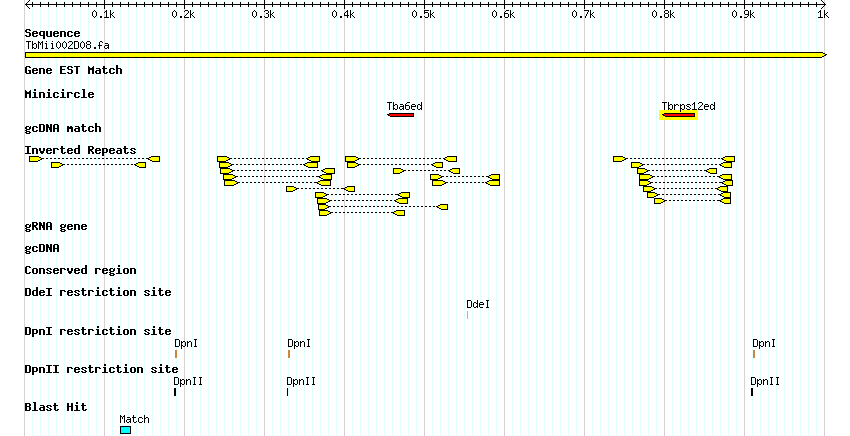 0.1k 0.2k 0.3k 0.4k 0.5k 0.6k 0.7k 0.8k 0.9k 1k
Sequence
TbMii002D08.fa
Gene EST Match
Minicircle
Tba6ed Tbrps12ed
gcDNA match
Inverted Repeats
gRNA gene
gcDNA
Conserved region
DdeI restriction site
DdeI
DpnI restriction site
DpnI DpnI DpnI
DpnII restriction site
DpnII DpnII DpnII
Blast Hit
Match